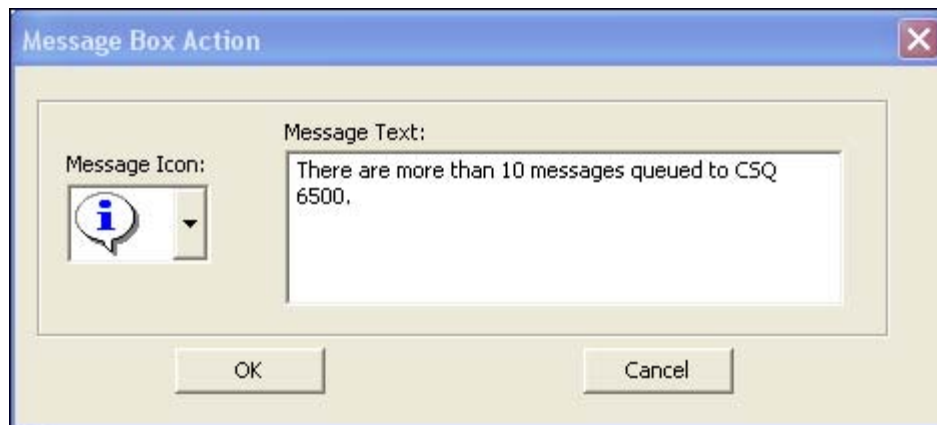 Message Box Action
Message Text:
Message Icon:
There are more than 10 messages queued to CSQ
6500.
OK
Cancel